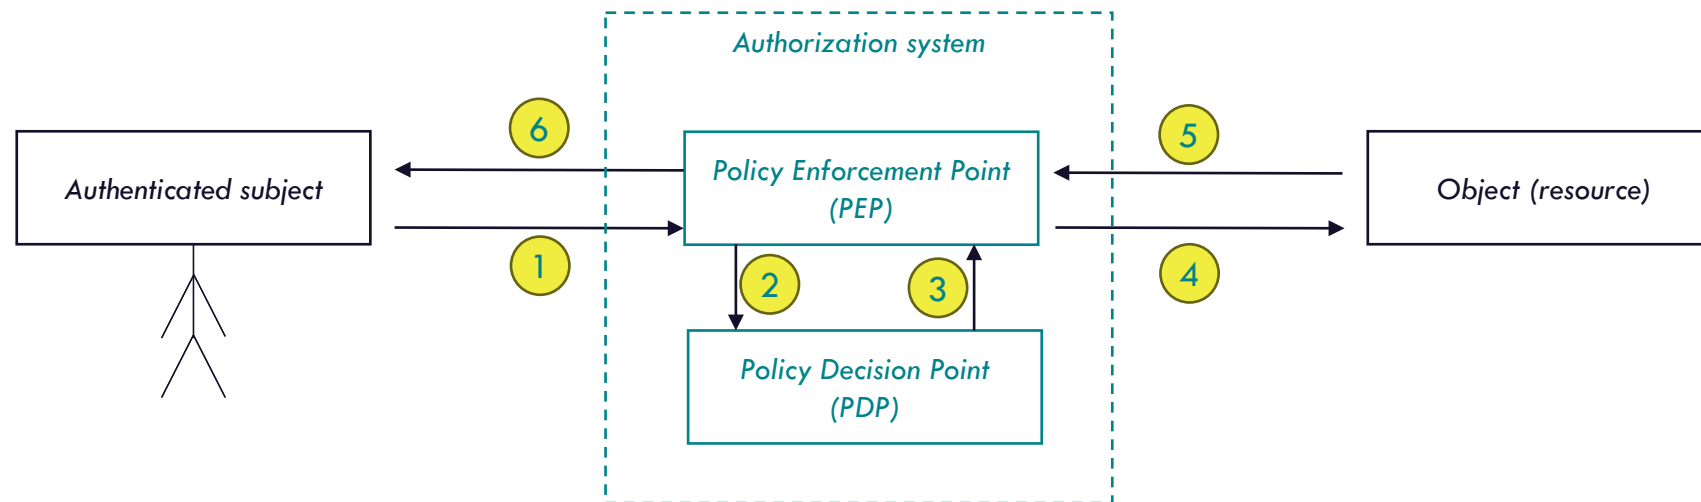 Authorization system
6
5
Authenticated subject
Policy Enforcement Point
(PEP)
Object (resource)
1
2
3
4
Policy Decision Point
(PDP)